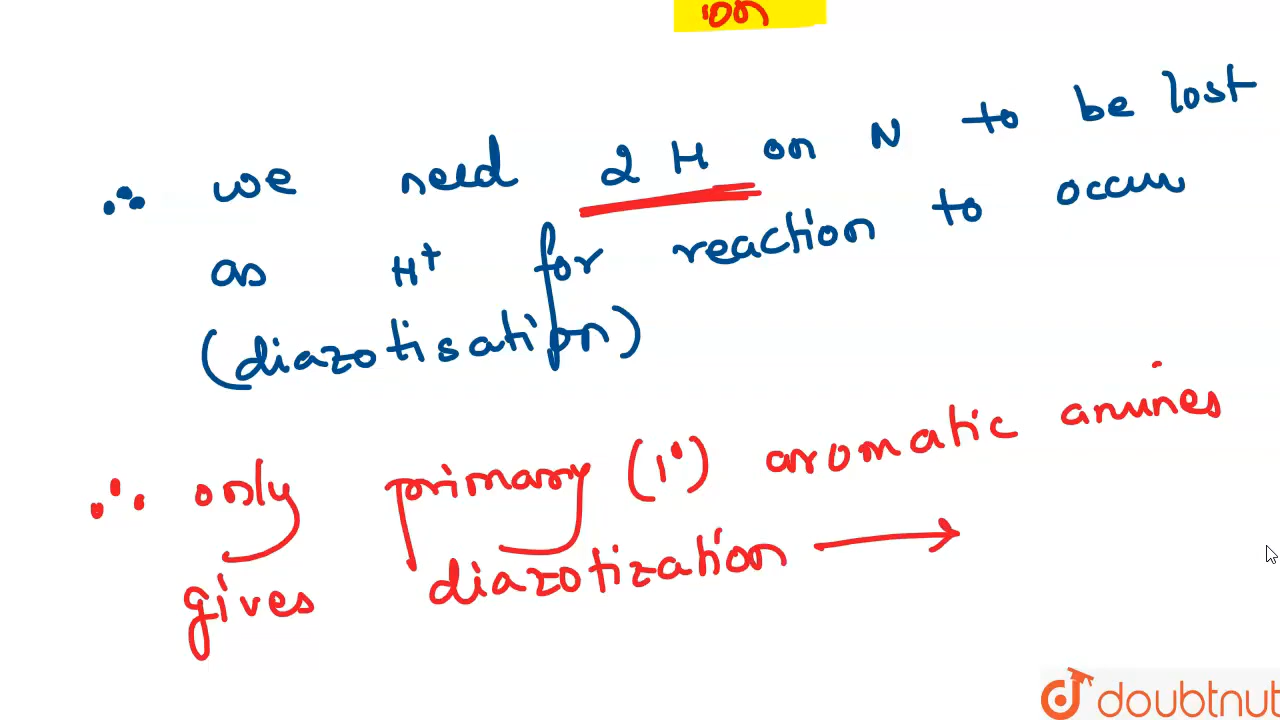 ion
∴ we need 2 H on N to be lost
as H⁺ for reaction to occur
(diazotisation)
∴ only primary (1°) aromatic amines
gives diazotization →
doubtnut